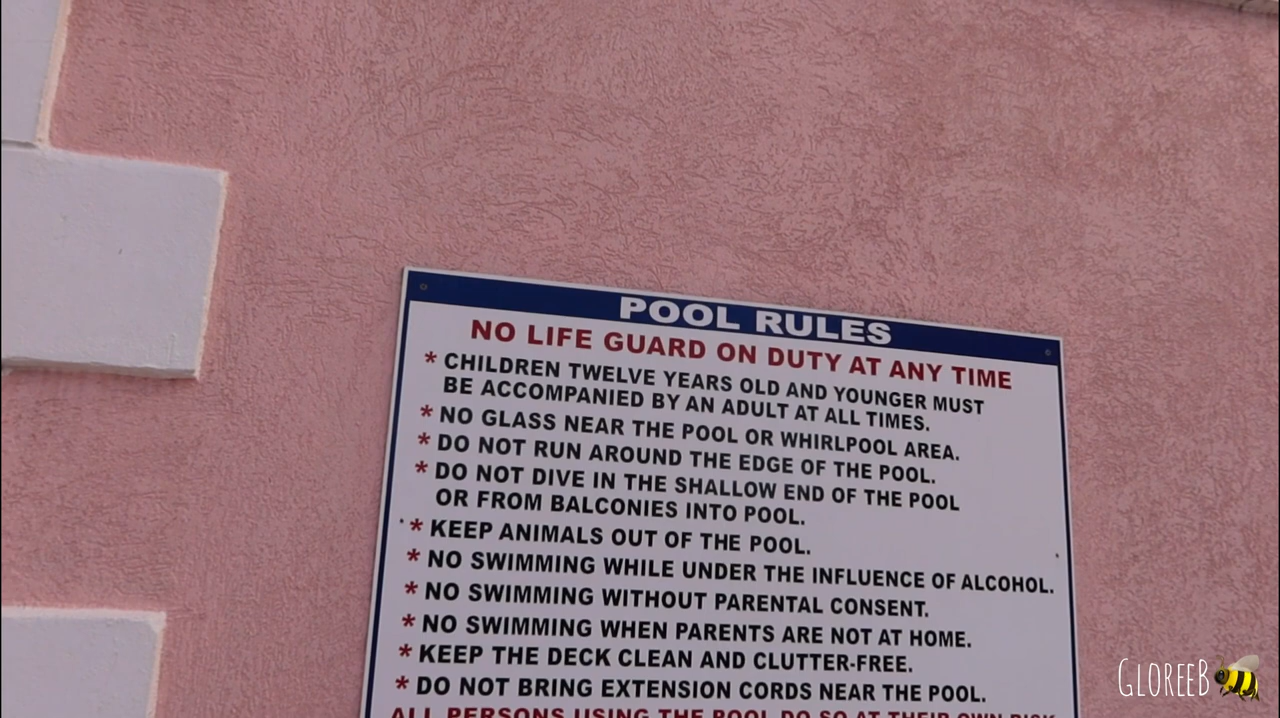 POOL RULES
NO LIFE GUARD ON DUTY AT ANY TIME
* CHILDREN TWELVE YEARS OLD AND YOUNGER MUST
BE ACCOMPANIED BY AN ADULT AT ALL TIMES.
* NO GLASS NEAR THE POOL OR WHIRLPOOL AREA.
* DO NOT RUN AROUND THE EDGE OF THE POOL.
* DO NOT DIVE IN THE SHALLOW END OF THE POOL
OR FROM BALCONIES INTO POOL.
* KEEP ANIMALS OUT OF THE POOL.
* NO SWIMMING WHILE UNDER THE INFLUENCE OF ALCOHOL.
* NO SWIMMING WITHOUT PARENTAL CONSENT.
* NO SWIMMING WHEN PARENTS ARE NOT AT HOME.
* KEEP THE DECK CLEAN AND CLUTTER-FREE.
* DO NOT BRING EXTENSION CORDS NEAR THE POOL.
ALL PERSONS USING THE POOL DO SO AT THEIR OWN RISK
GLOREEB